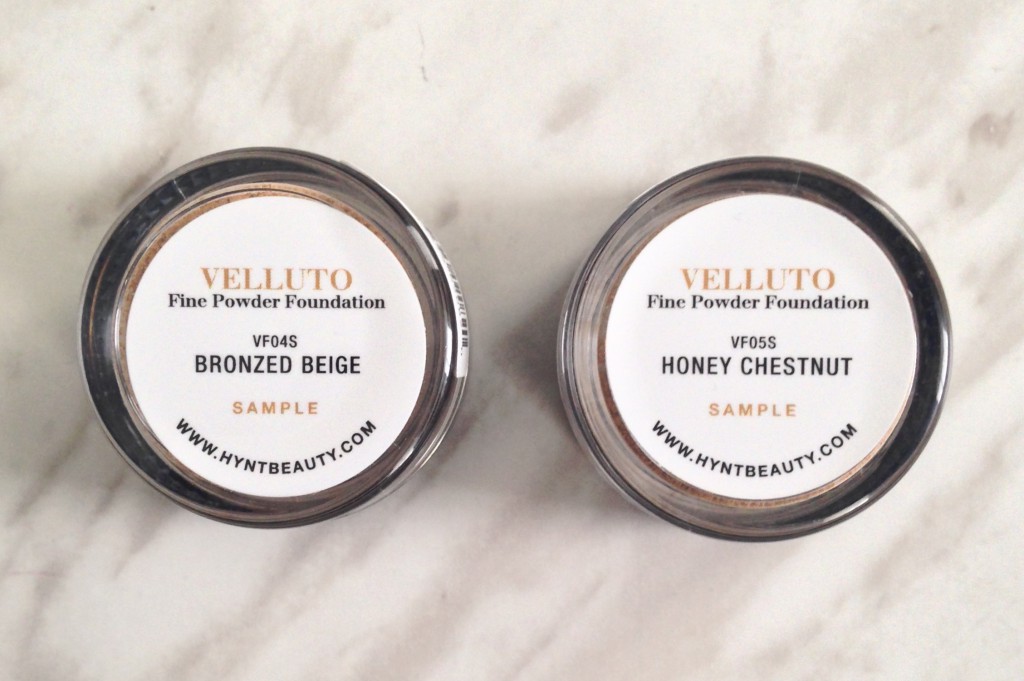 VELLUTO
Fine Powder Foundation
VF04S
BRONZED BEIGE
SAMPLE
WWW.HYNTBEAUTY.COM
VELLUTO
Fine Powder Foundation
VF05S
HONEY CHESTNUT
SAMPLE
WWW.HYNTBEAUTY.COM